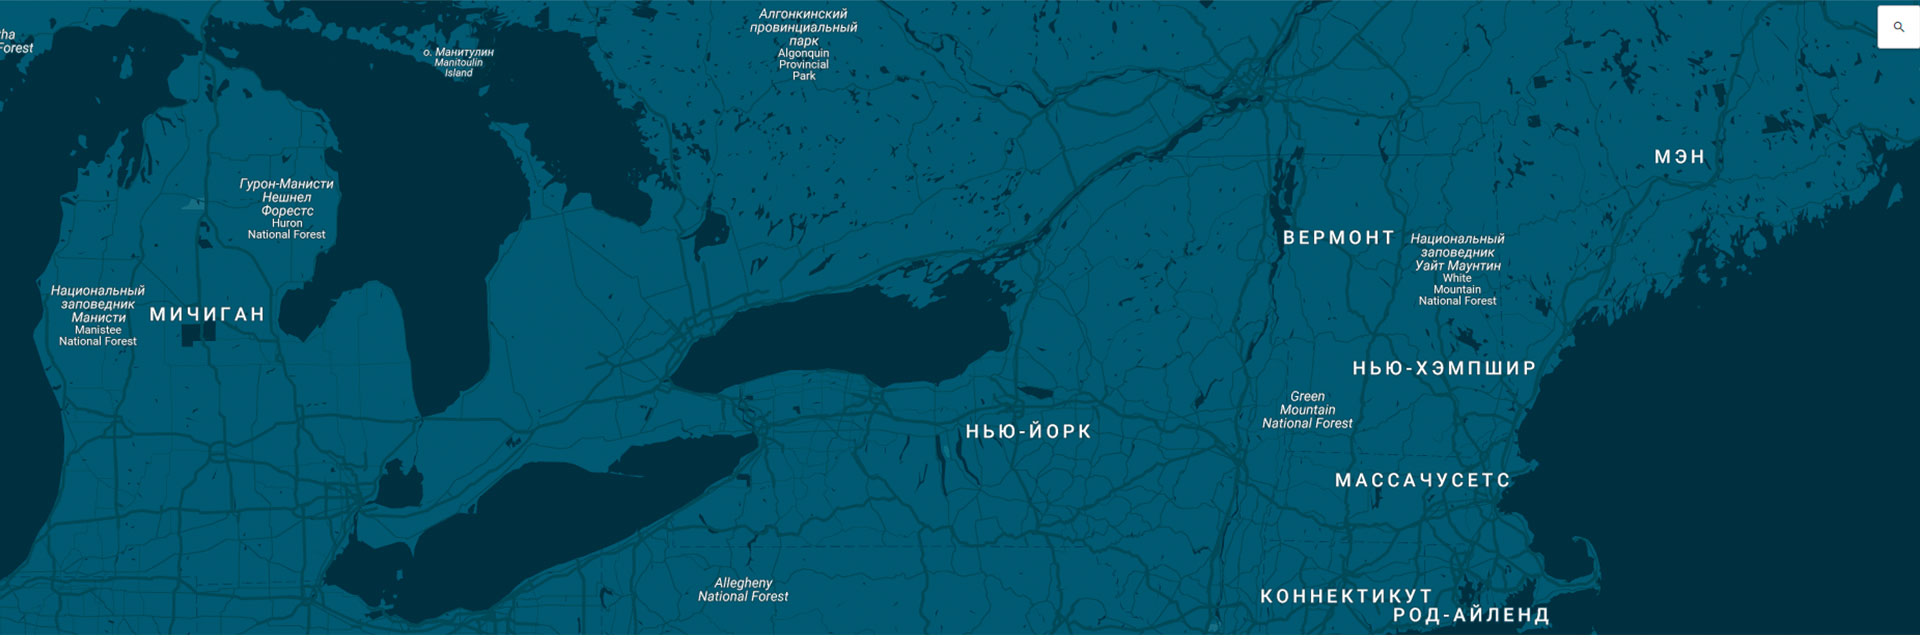 Forest
о. Манитулин
Manitoulin
Island
Алгонкинский
провинциальный
парк
Algonquin
Provincial
Park
МЭН
Гурон-Манисти
Нешнел
Форестс
Huron
National Forest
ВЕРМОНТ
Национальный
заповедник
Уайт Маунтин
White
Mountain
National Forest
Национальный
заповедник
Манисти
Manistee
National Forest
МИЧИГАН
НЬЮ-ХЭМПШИР
Green
Mountain
National Forest
НЬЮ-ЙОРК
МАССАЧУСЕТС
Allegheny
National Forest
КОННЕКТИКУТ
РОД-АЙЛЕНД